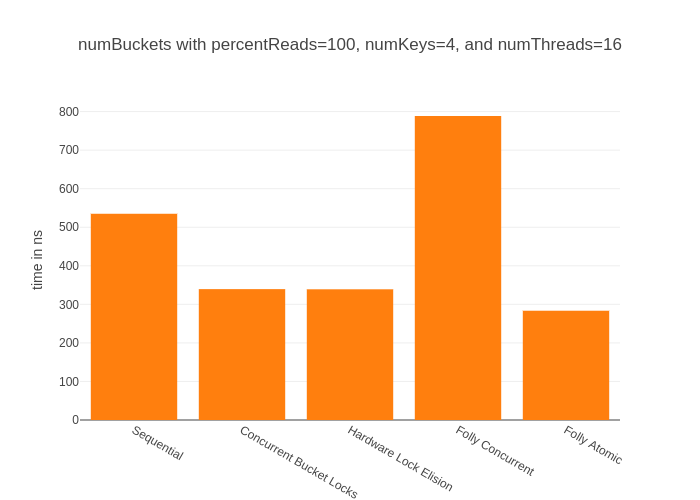 numBuckets with percentReads=100, numKeys=4, and numThreads=16
time in ns
800
700
600
500
400
300
200
100
0
Sequential
Concurrent Bucket Locks
Hardware Lock Elision
Folly Concurrent
Folly Atomic